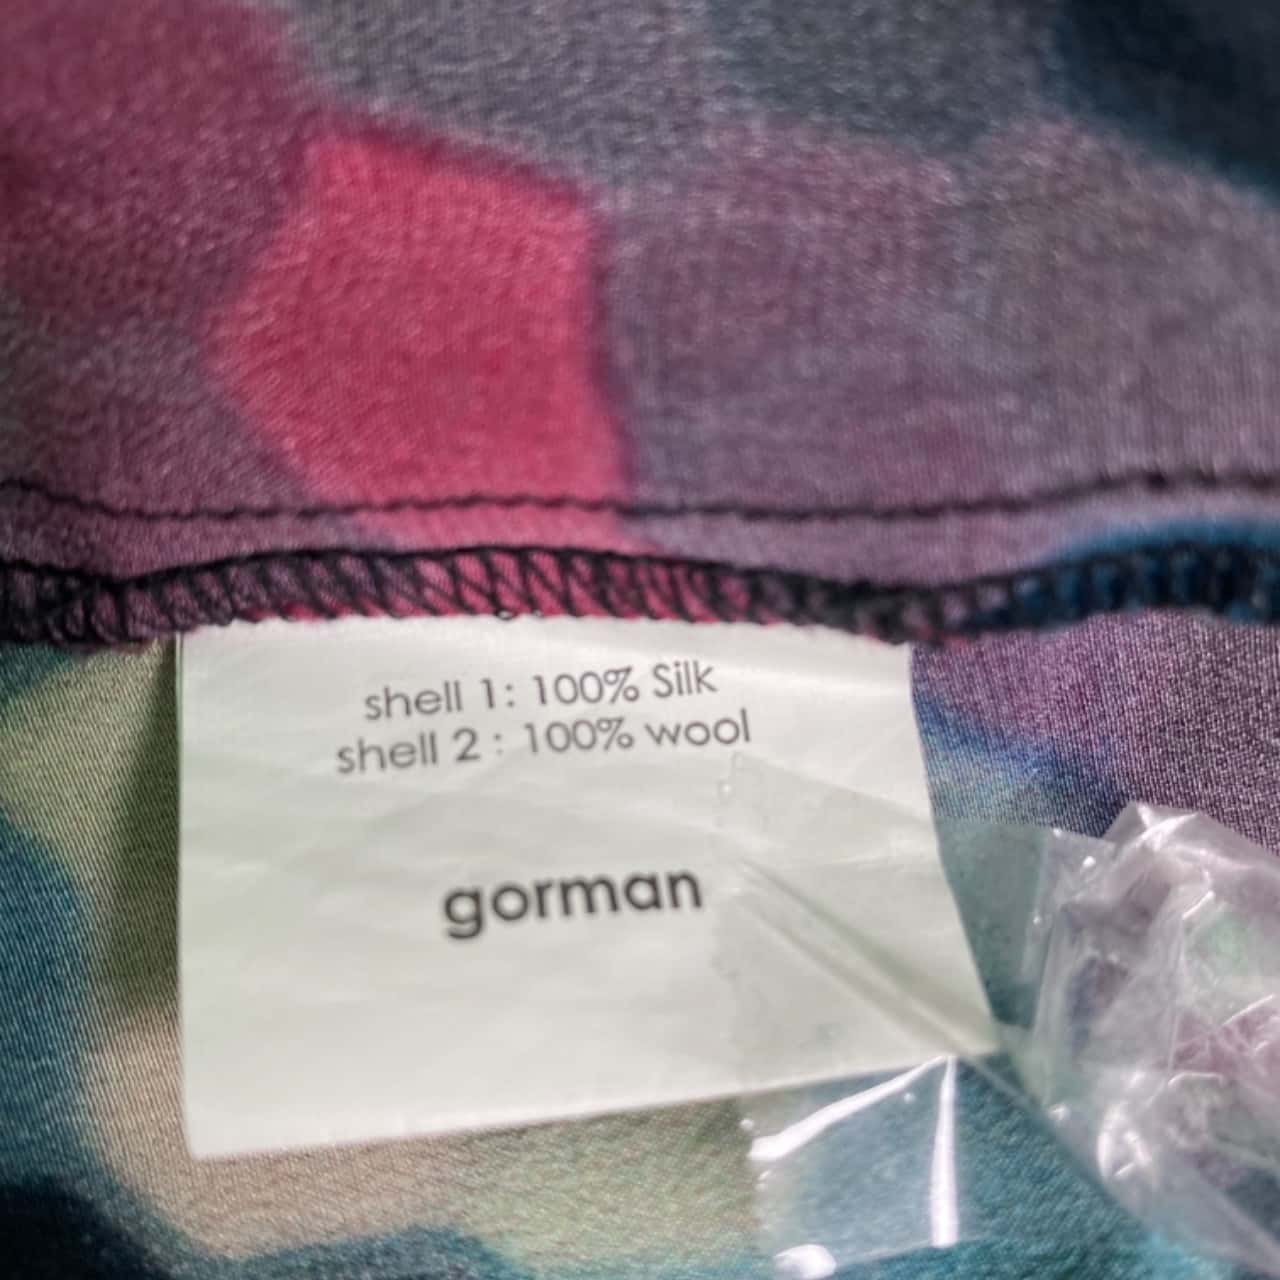 shell 1: 100% Silk
shell 2 : 100% wool
gorman